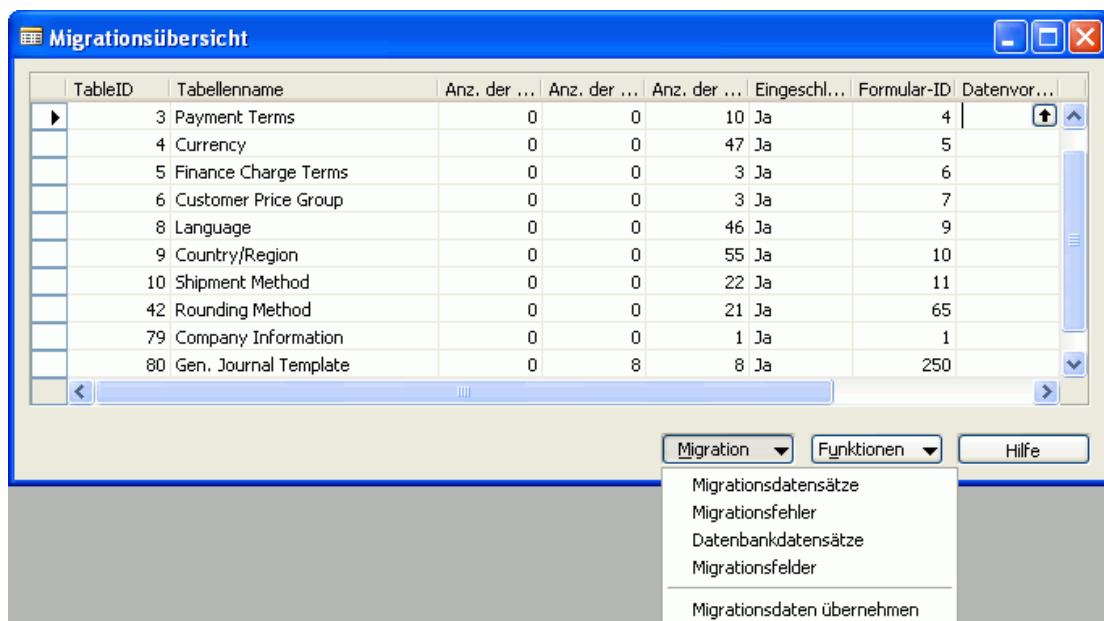 Migrationsübersicht
TableID Tabellenname Anz. der ... Anz. der ... Anz. der ... Eingeschl... Formular-ID Datenvor...
3 Payment Terms 0 0 10 Ja 4
4 Currency 0 0 47 Ja 5
5 Finance Charge Terms 0 0 3 Ja 6
6 Customer Price Group 0 0 3 Ja 7
8 Language 0 0 46 Ja 9
9 Country/Region 0 0 55 Ja 10
10 Shipment Method 0 0 22 Ja 11
42 Rounding Method 0 0 21 Ja 65
79 Company Information 0 0 1 Ja 1
80 Gen. Journal Template 0 8 8 Ja 250
Migration Funktionen Hilfe
Migrationsdatensätze
Migrationsfehler
Datenbankdatensätze
Migrationsfelder
Migrationsdaten übernehmen